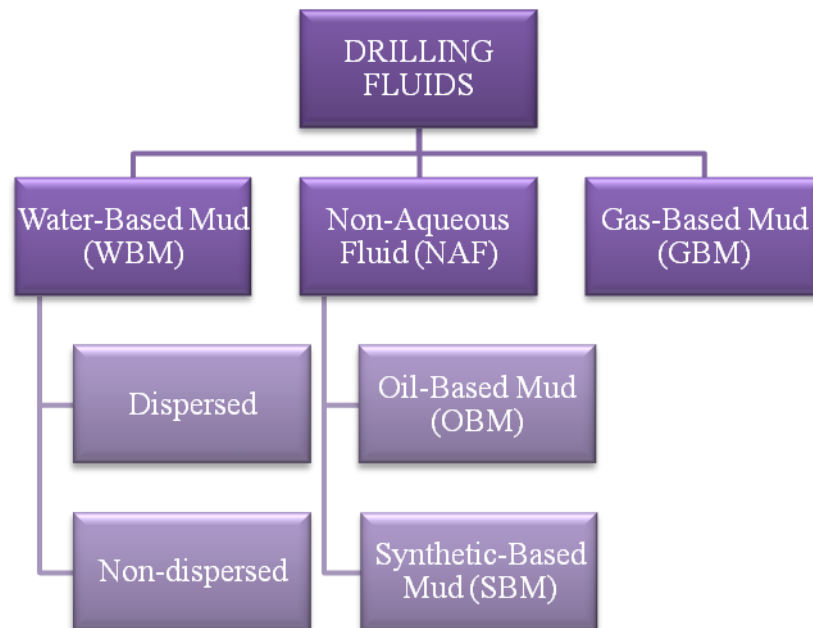 DRILLING
FLUIDS
Water-Based Mud
(WBM)
Non-Aqueous
Fluid (NAF)
Gas-Based Mud
(GBM)
Dispersed
Oil-Based Mud
(OBM)
Non-dispersed
Synthetic-Based
Mud (SBM)